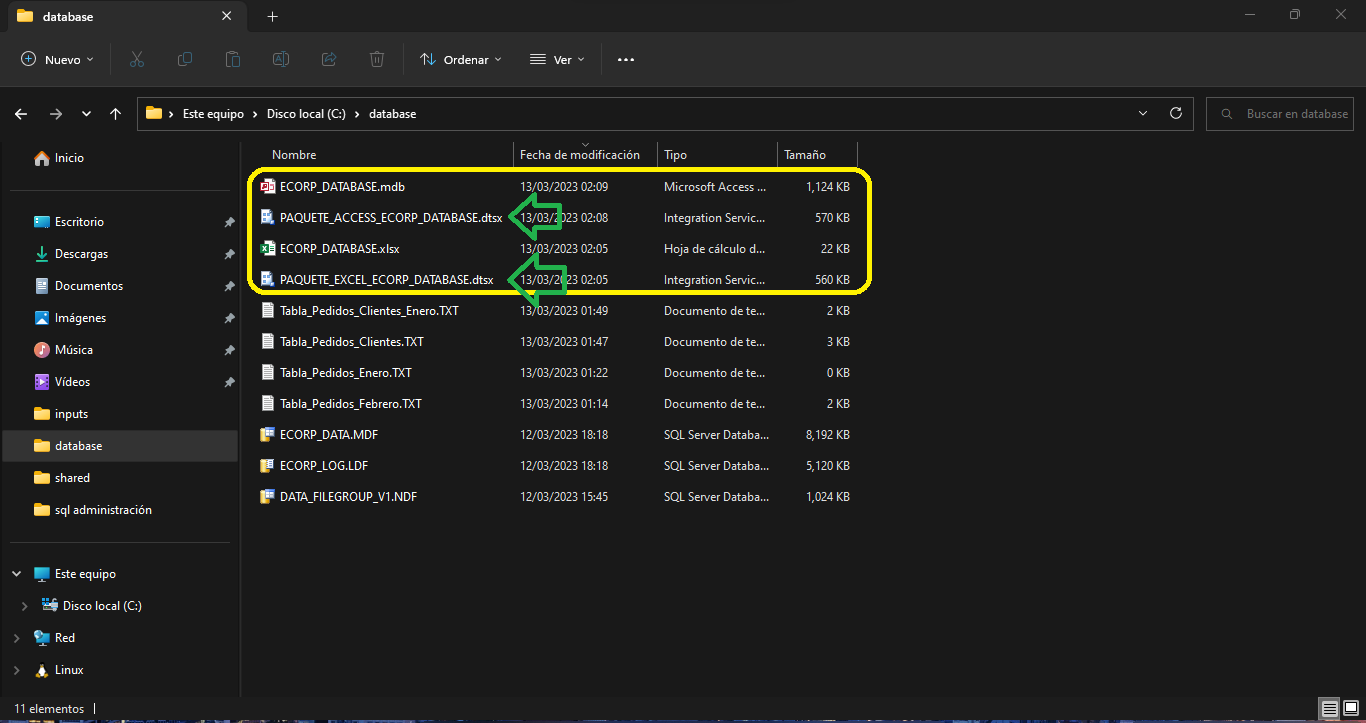 database
Nuevo
Ordenar
Ver
Este equipo > Disco local (C:) > database
Buscar en database
Inicio
Escritorio
Descargas
Documentos
Imágenes
Música
Vídeos
inputs
database
shared
sql administración
Este equipo
Disco local (C:)
Red
Linux
Nombre Fecha de modificación Tipo Tamaño
ECORP_DATABASE.mdb 13/03/2023 02:09 Microsoft Access ... 1,124 KB
PAQUETE_ACCESS_ECORP_DATABASE.dtsx 13/03/2023 02:08 Integration Servic... 570 KB
ECORP_DATABASE.xlsx 13/03/2023 02:05 Hoja de cálculo d... 22 KB
PAQUETE_EXCEL_ECORP_DATABASE.dtsx 13/03/2023 02:05 Integration Servic... 560 KB
Tabla_Pedidos_Clientes_Enero.TXT 13/03/2023 01:49 Documento de te... 2 KB
Tabla_Pedidos_Clientes.TXT 13/03/2023 01:47 Documento de te... 3 KB
Tabla_Pedidos_Enero.TXT 13/03/2023 01:22 Documento de te... 0 KB
Tabla_Pedidos_Febrero.TXT 13/03/2023 01:14 Documento de te... 2 KB
ECORP_DATA.MDF 12/03/2023 18:18 SQL Server Databa... 8,192 KB
ECORP_LOG.LDF 12/03/2023 18:18 SQL Server Databa... 5,120 KB
DATA_FILEGROUP_V1.NDF 12/03/2023 15:45 SQL Server Databa... 1,024 KB
11 elementos